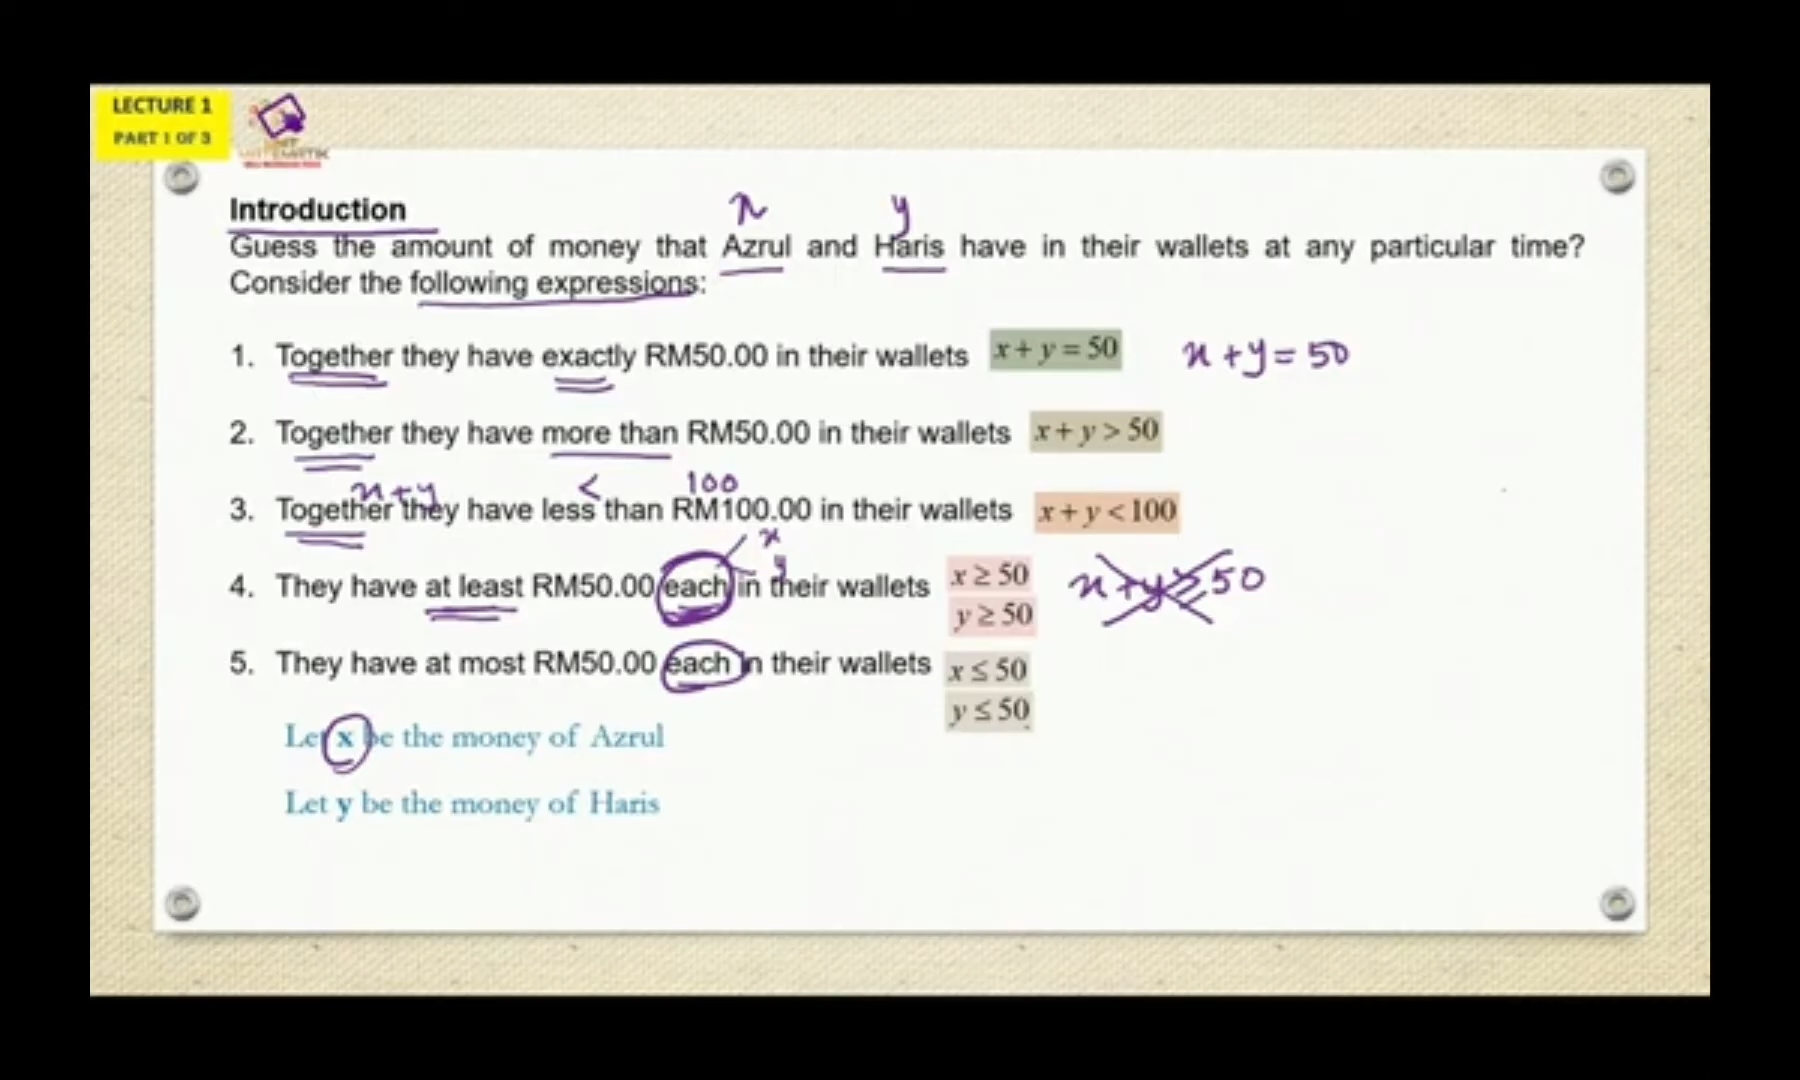 LECTURE 1
PART 1 OF 3
MATEMATIK
Introduction
x y
Guess the amount of money that Azrul and Haris have in their wallets at any particular time?
Consider the following expressions:
1. Together they have exactly RM50.00 in their wallets x + y = 50 x + y = 50
2. Together they have more than RM50.00 in their wallets x + y > 50
x + y < 100
3. Together they have less than RM100.00 in their wallets x + y < 100
x
y
4. They have at least RM50.00 each in their wallets x ≥ 50 x + y ≥ 50
y ≥ 50
5. They have at most RM50.00 each in their wallets x ≤ 50
y ≤ 50
Let x be the money of Azrul
Let y be the money of Haris